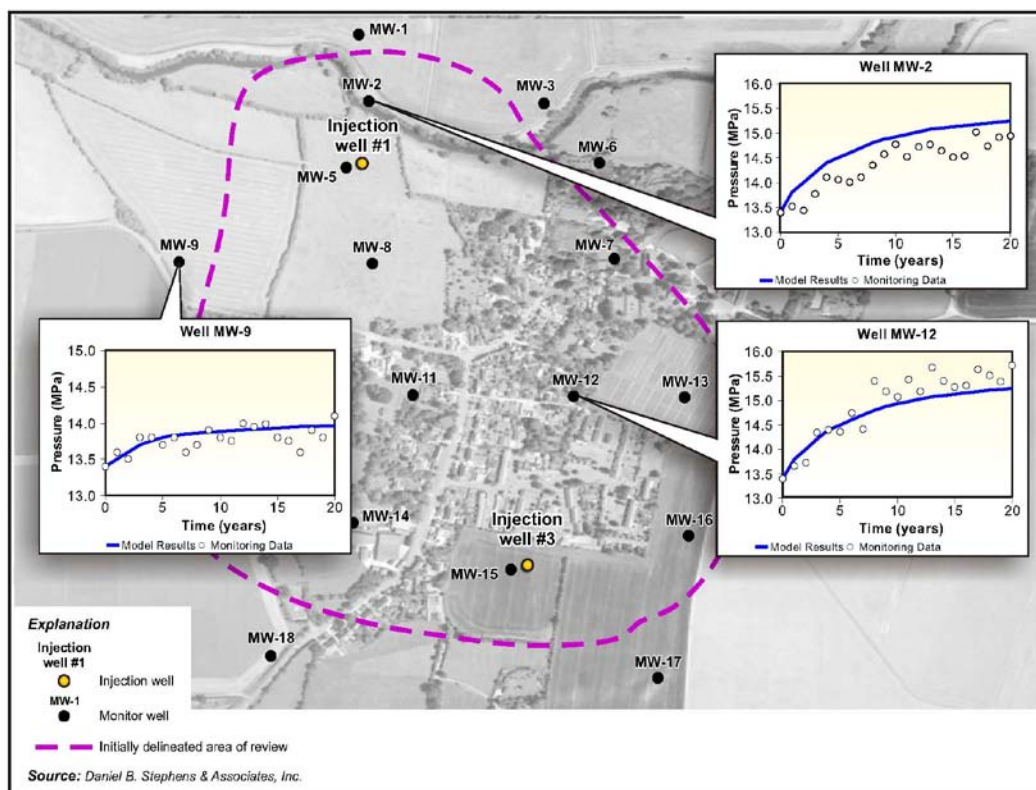 MW-1
MW-2
MW-3
Injection
well #1
MW-5
MW-6
MW-9
MW-8
MW-7
MW-11
MW-12
MW-13
MW-14
Injection
well #3
MW-16
MW-15
MW-18
MW-17
Well MW-2
Pressure (MPa)
16.0
15.5
15.0
14.5
14.0
13.5
13.0
0 5 10 15 20
Time (years)
Model Results Monitoring Data
Well MW-9
Pressure (MPa)
15.0
14.5
14.0
13.5
13.0
0 5 10 15 20
Time (years)
Model Results Monitoring Data
Well MW-12
Pressure (MPa)
16.0
15.5
15.0
14.5
14.0
13.5
13.0
0 5 10 15 20
Time (years)
Model Results Monitoring Data
Explanation
Injection
well #1
Injection well
MW-1
Monitor well
Initially delineated area of review
Source: Daniel B. Stephens & Associates, Inc.